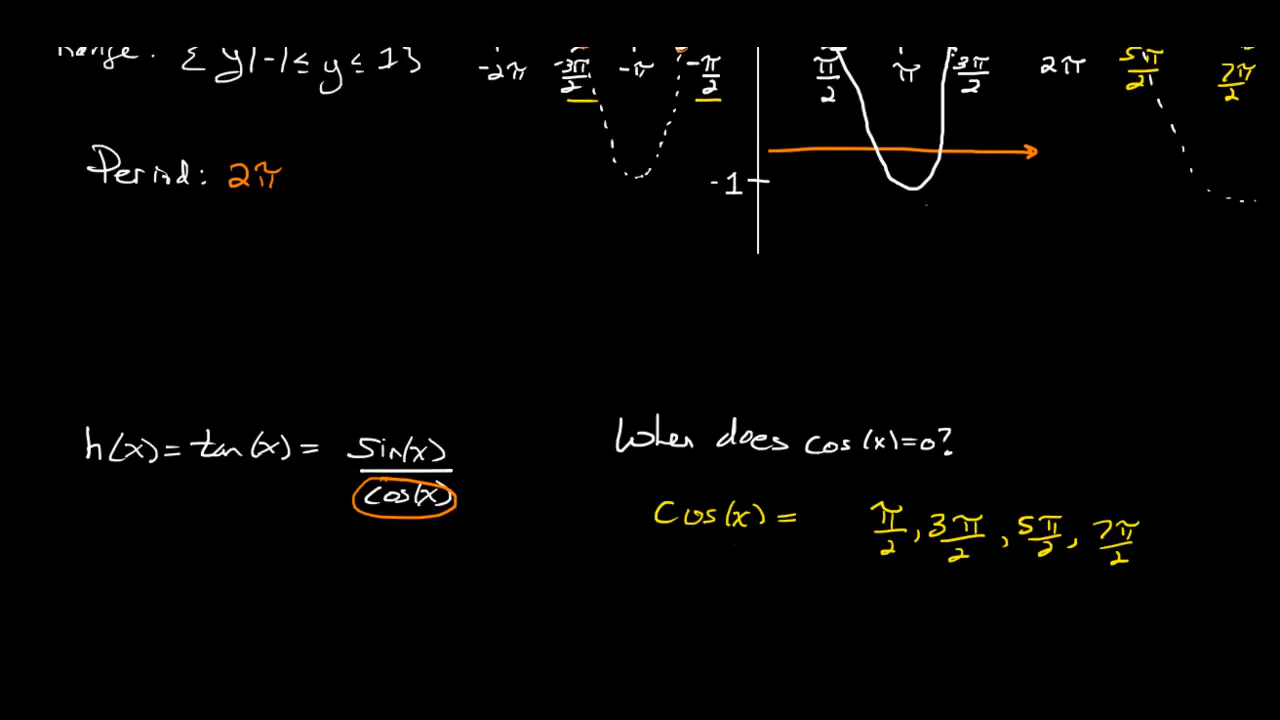 Range: { y | -1 ≤ y ≤ 1 }
-2π -3π/2 -π -π/2 π/2 π 3π/2 2π 5π/2 7π/2
Period: 2π
-1
h(x) = tan(x) = sin(x)/cos(x)
When does cos(x)=0?
Cos(x) = π/2, 3π/2, 5π/2, 7π/2